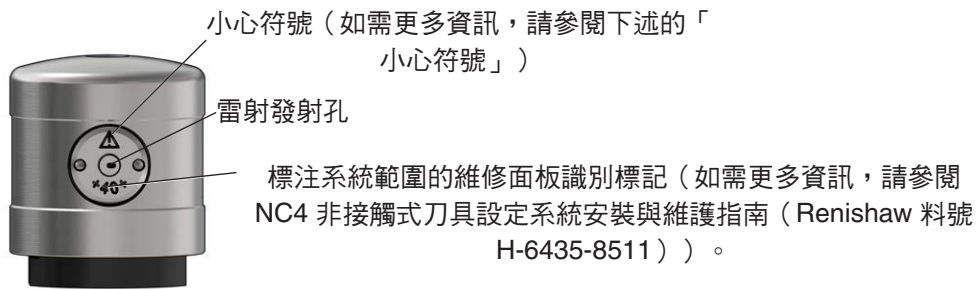 小心符號（如需更多資訊，請參閱下述的「
小心符號」）
雷射發射孔
標注系統範圍的維修面板識別標記（如需更多資訊，請參閱
NC4 非接觸式刀具設定系統安裝與維護指南（Renishaw 料號
H-6435-8511））。